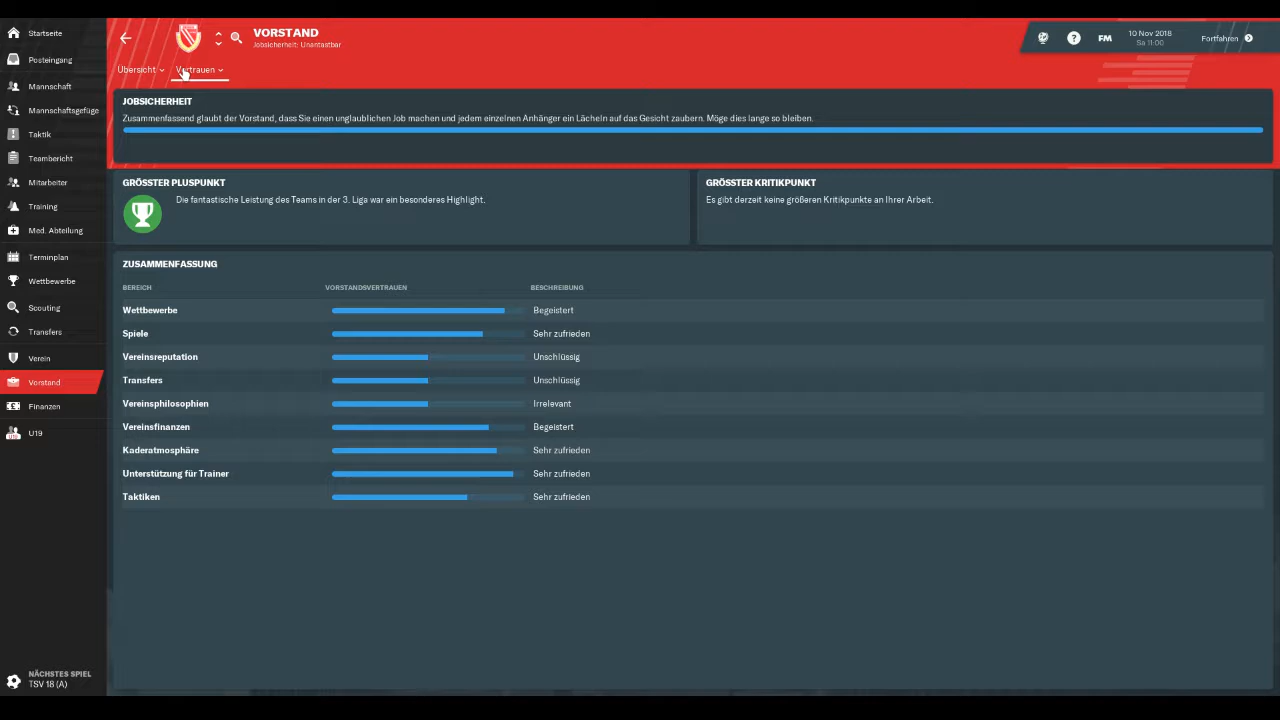 Startseite
Posteingang
Mannschaft
Mannschaftsgefüge
Taktik
Teambericht
Mitarbeiter
Training
Med. Abteilung
Terminplan
Wettbewerbe
Scouting
Transfers
Verein
Vorstand
Finanzen
U19
NÄCHSTES SPIEL
TSV 18 (A)
VORSTAND
Jobsicherheit: Unantastbar
FM
10 Nov 2018
Sa 11:00
Fortfahren
Übersicht Vertrauen
JOBSICHERHEIT
Zusammenfassend glaubt der Vorstand, dass Sie einen unglaublichen Job machen und jedem einzelnen Anhänger ein Lächeln auf das Gesicht zaubern. Möge dies lange so bleiben.
GRÖSSTER PLUSPUNKT
Die fantastische Leistung des Teams in der 3. Liga war ein besonderes Highlight.
GRÖSSTER KRITIKPUNKT
Es gibt derzeit keine größeren Kritikpunkte an Ihrer Arbeit.
ZUSAMMENFASSUNG
BEREICH VORSTANDSVERTRAUEN BESCHREIBUNG
Wettbewerbe Begeistert
Spiele Sehr zufrieden
Vereinsreputation Unschlüssig
Transfers Unschlüssig
Vereinsphilosophien Irrelevant
Vereinsfinanzen Begeistert
Kaderatmosphäre Sehr zufrieden
Unterstützung für Trainer Sehr zufrieden
Taktiken Sehr zufrieden